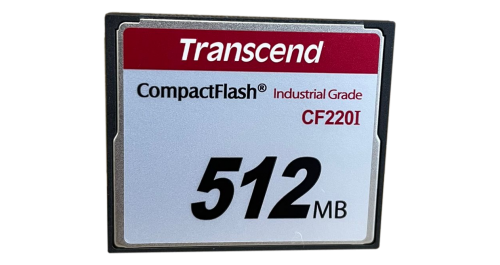 Transcend
CompactFlash® Industrial Grade
CF220I
512MB